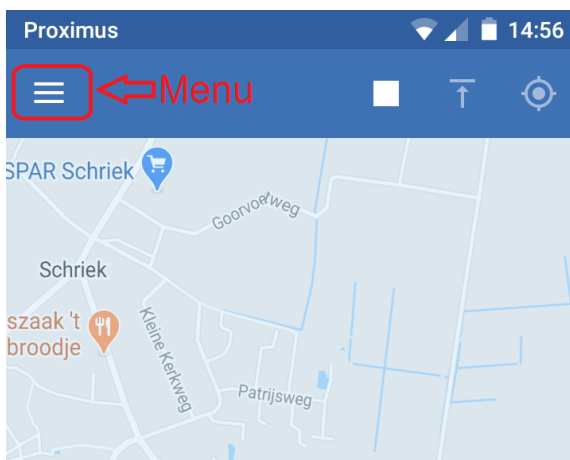 Proximus 14:56
Menu
SPAR Schriek
Goorvoetweg
Schriek
szaak 't
broodje
Kleine Kerkweg
Patrijsweg